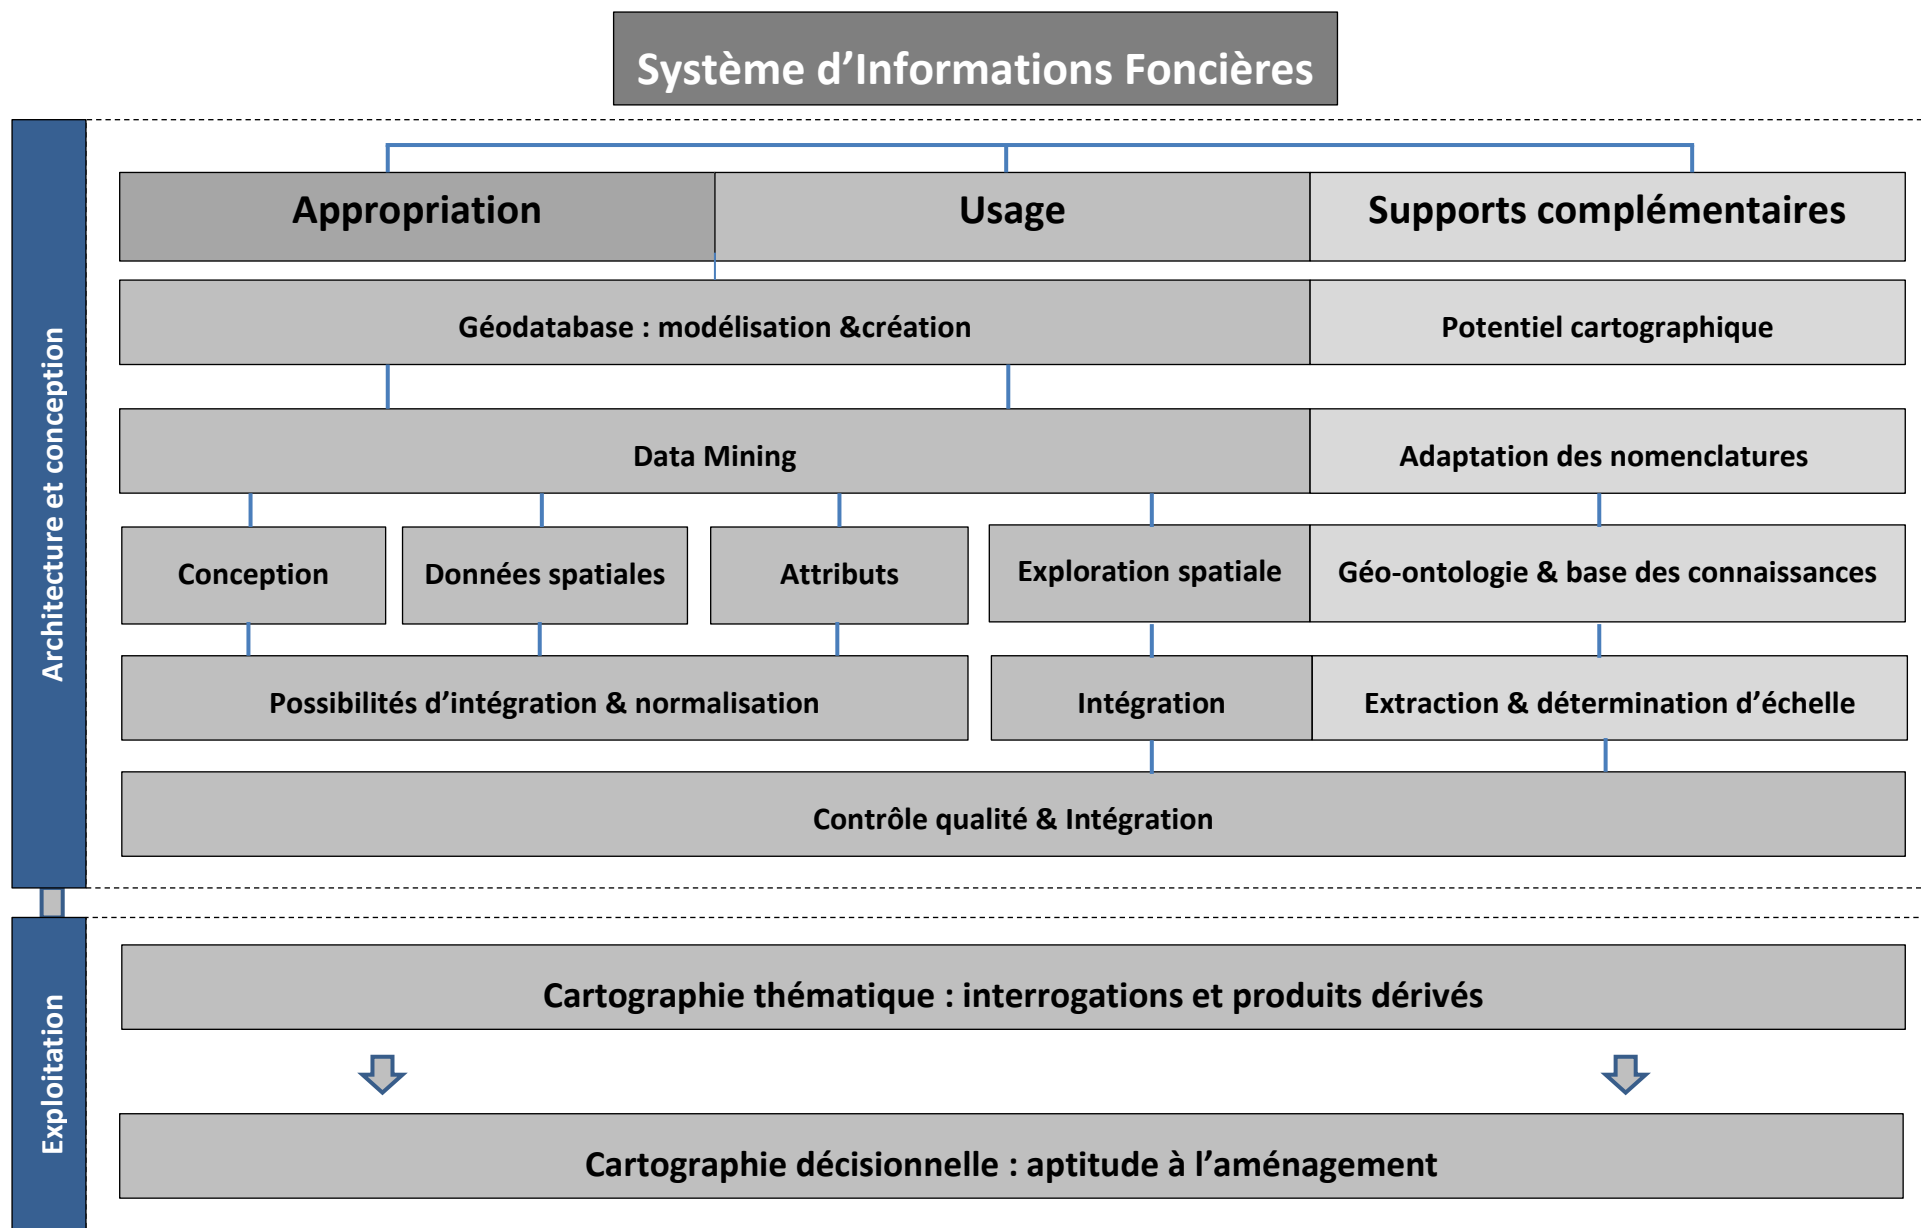 Système d’Informations Foncières
Architecture et conception
Appropriation
Usage
Supports complémentaires
Géodatabase : modélisation &création
Potentiel cartographique
Data Mining
Adaptation des nomenclatures
Conception
Données spatiales
Attributs
Exploration spatiale
Géo-ontologie & base des connaissances
Possibilités d’intégration & normalisation
Intégration
Extraction & détermination d’échelle
Contrôle qualité & Intégration
Exploitation
Cartographie thématique : interrogations et produits dérivés
Cartographie décisionnelle : aptitude à l’aménagement